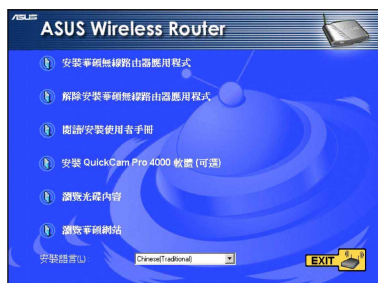 ASUS
ASUS Wireless Router
安裝華碩無線路由器應用程式
解除安裝華碩無線路由器應用程式
閱讀/安裝使用者手冊
安裝 QuickCam Pro 4000 軟體 (可選)
瀏覽光碟內容
瀏覽華碩網站
安裝語言(L):
Chinese(Traditional)
EXIT